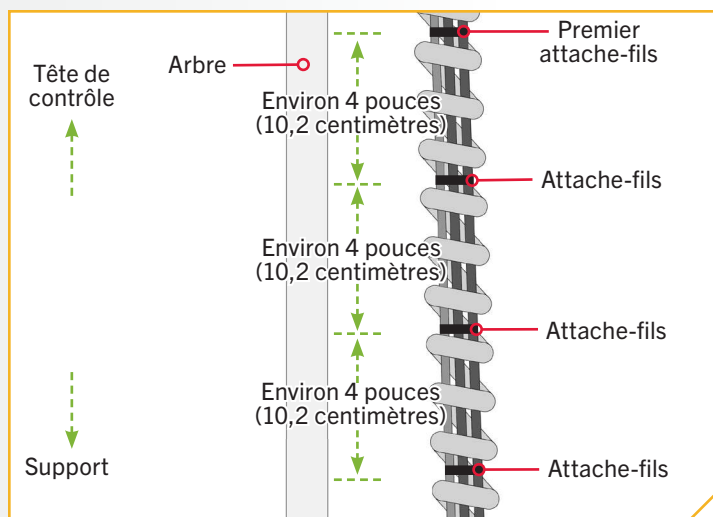 Tête de
contrôle
Arbre
Premier
attache-fils
Environ 4 pouces
(10,2 centimètres)
Attache-fils
Environ 4 pouces
(10,2 centimètres)
Attache-fils
Environ 4 pouces
(10,2 centimètres)
Support
Attache-fils